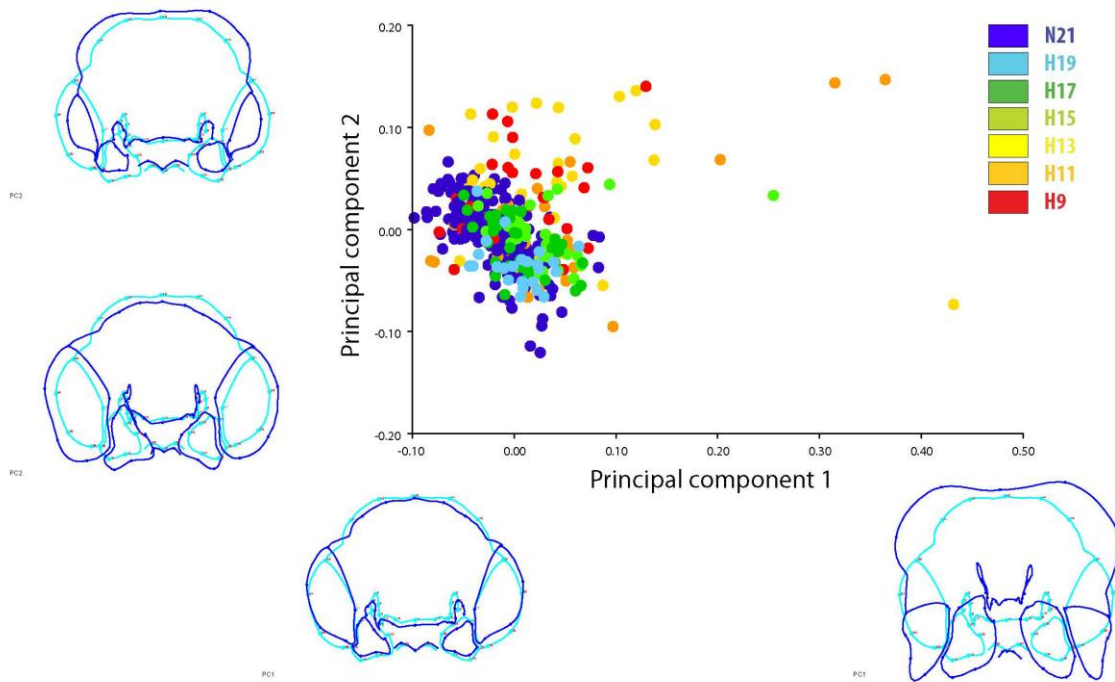 0.20
0.10
0.00
-0.10
-0.20
-0.10
0.00
0.10
0.20
0.30
0.40
0.50
Principal component 2
Principal component 1
N21
H19
H17
H15
H13
H11
H9
PC2
PC2
PC1
PC1